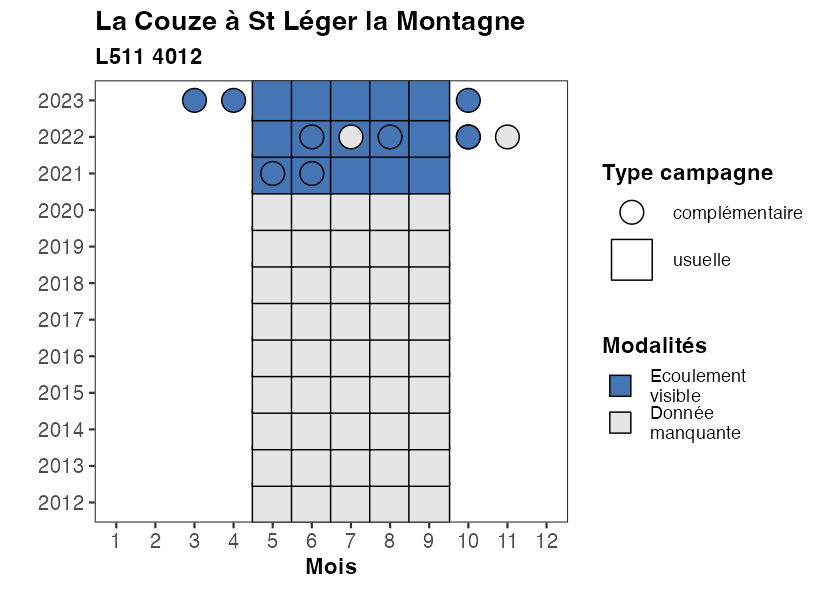 La Couze à St Léger la Montagne
L511 4012
2023
2022
2021
2020
2019
2018
2017
2016
2015
2014
2013
2012
1 2 3 4 5 6 7 8 9 10 11 12
Mois
Type campagne
complémentaire
usuelle
Modalités
Ecoulement
visible
Donnée
manquante